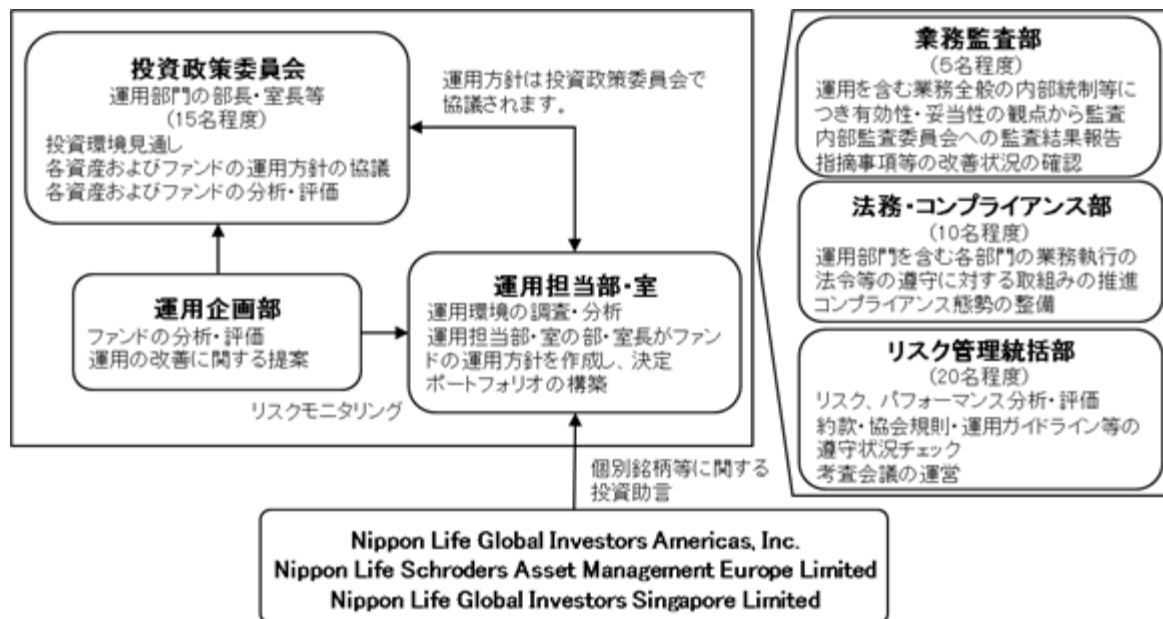 投資政策委員会
運用部門の部長・室長等
(15名程度)
投資環境見通し
各資産およびファンドの運用方針の協議
各資産およびファンドの分析・評価
運用方針は投資政策委員会で
協議されます。
運用企画部
ファンドの分析・評価
運用の改善に関する提案
リスクモニタリング
運用担当部・室
運用環境の調査・分析
運用担当部・室の部・室長がファン
ドの運用方針を作成し、決定
ポートフォリオの構築
個別銘柄等に関する
投資助言
Nippon Life Global Investors Americas, Inc.
Nippon Life Schroders Asset Management Europe Limited
Nippon Life Global Investors Singapore Limited
業務監査部
(5名程度)
運用を含む業務全般の内部統制等に
つき有効性・妥当性の観点から監査
内部監査委員会への監査結果報告
指摘事項等の改善状況の確認
法務・コンプライアンス部
(10名程度)
運用部門を含む各部門の業務執行の
法令等の遵守に対する取組みの推進
コンプライアンス態勢の整備
リスク管理統括部
(20名程度)
リスク、パフォーマンス分析・評価
約款・協会規則・運用ガイドライン等の
遵守状況チェック
考査会議の運営